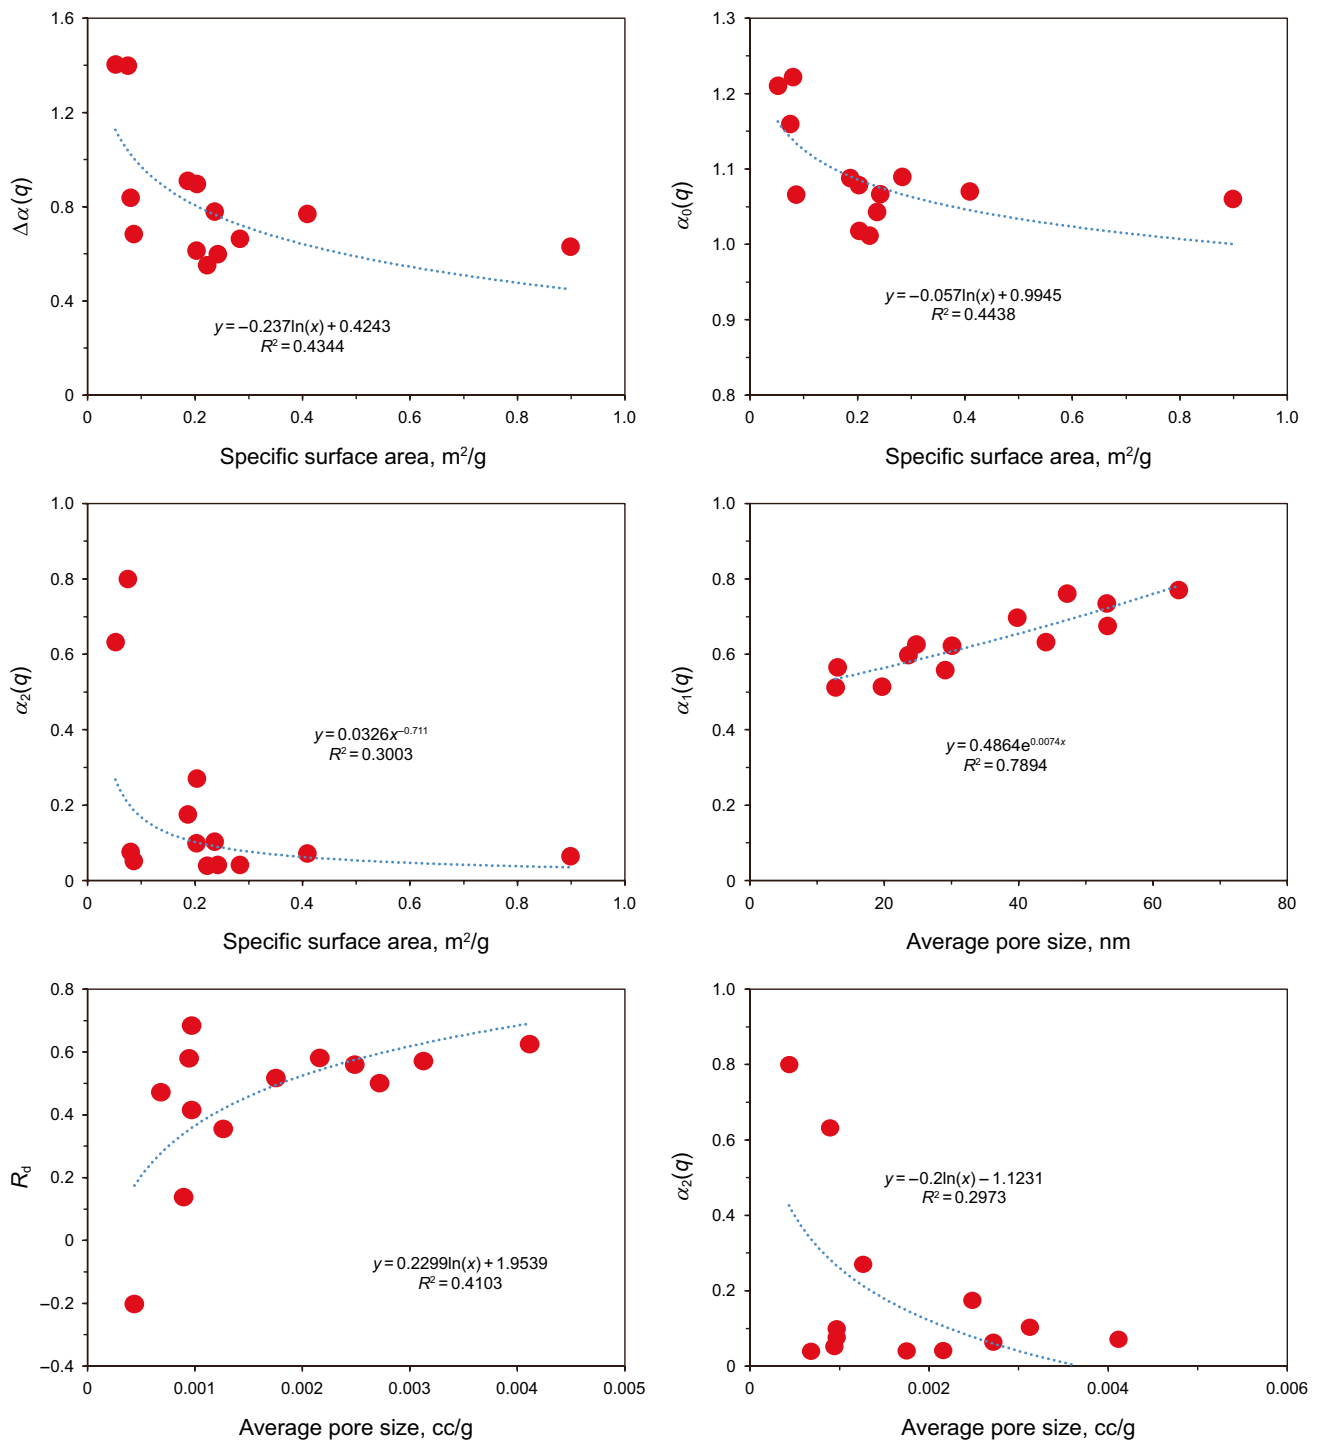 1.6
1.2
0.8
0.4
0
Δα(q)
y = −0.237ln(x) + 0.4243
R² = 0.4344
0 0.2 0.4 0.6 0.8 1.0
Specific surface area, m²/g
1.3
1.2
1.1
1.0
0.9
0.8
α₀(q)
y = −0.057ln(x) + 0.9945
R² = 0.4438
0 0.2 0.4 0.6 0.8 1.0
Specific surface area, m²/g
1.0
0.8
0.6
0.4
0.2
0
α₂(q)
y = 0.0326x⁻⁰·⁷¹¹
R² = 0.3003
0 0.2 0.4 0.6 0.8 1.0
Specific surface area, m²/g
1.0
0.8
0.6
0.4
0.2
0
α₁(q)
y = 0.4864e⁰·⁰⁰⁷⁴ˣ
R² = 0.7894
0 20 40 60 80
Average pore size, nm
0.8
0.6
0.4
0.2
0
−0.2
−0.4
R_d
y = 0.2299ln(x) + 1.9539
R² = 0.4103
0 0.001 0.002 0.003 0.004 0.005
Average pore size, cc/g
1.0
0.8
0.6
0.4
0.2
0
α₂(q)
y = −0.2ln(x) − 1.1231
R² = 0.2973
0 0.002 0.004 0.006
Average pore size, cc/g